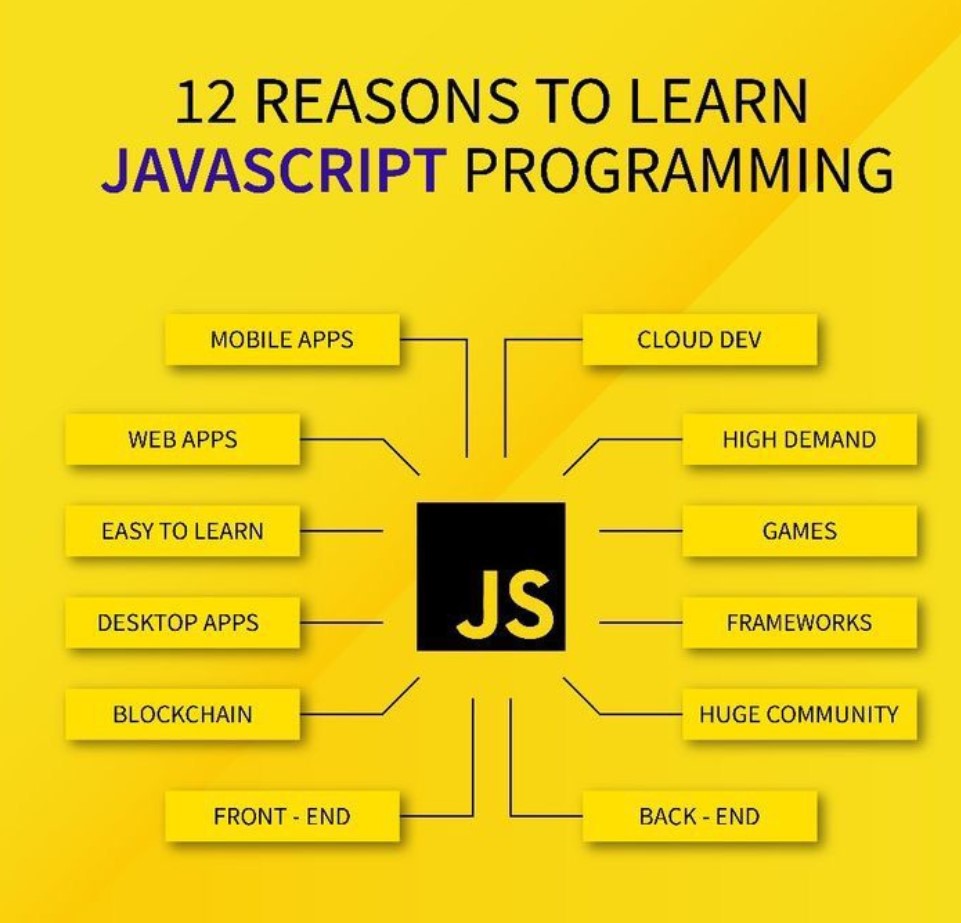 12 REASONS TO LEARN
JAVASCRIPT PROGRAMMING
MOBILE APPS
CLOUD DEV
WEB APPS
HIGH DEMAND
EASY TO LEARN
GAMES
JS
DESKTOP APPS
FRAMEWORKS
BLOCKCHAIN
HUGE COMMUNITY
FRONT - END
BACK - END